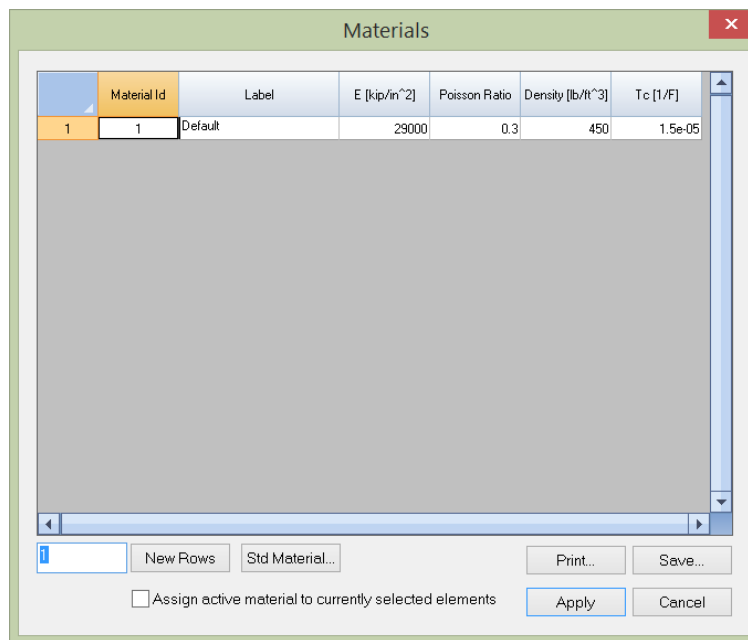 Materials
x
Material Id Label E [kip/in^2] Poisson Ratio Density [lb/ft^3] Tc [1/F]
1 1 Default 29000 0.3 450 1.5e-05
1 New Rows Std Material... Print... Save...
Assign active material to currently selected elements Apply Cancel